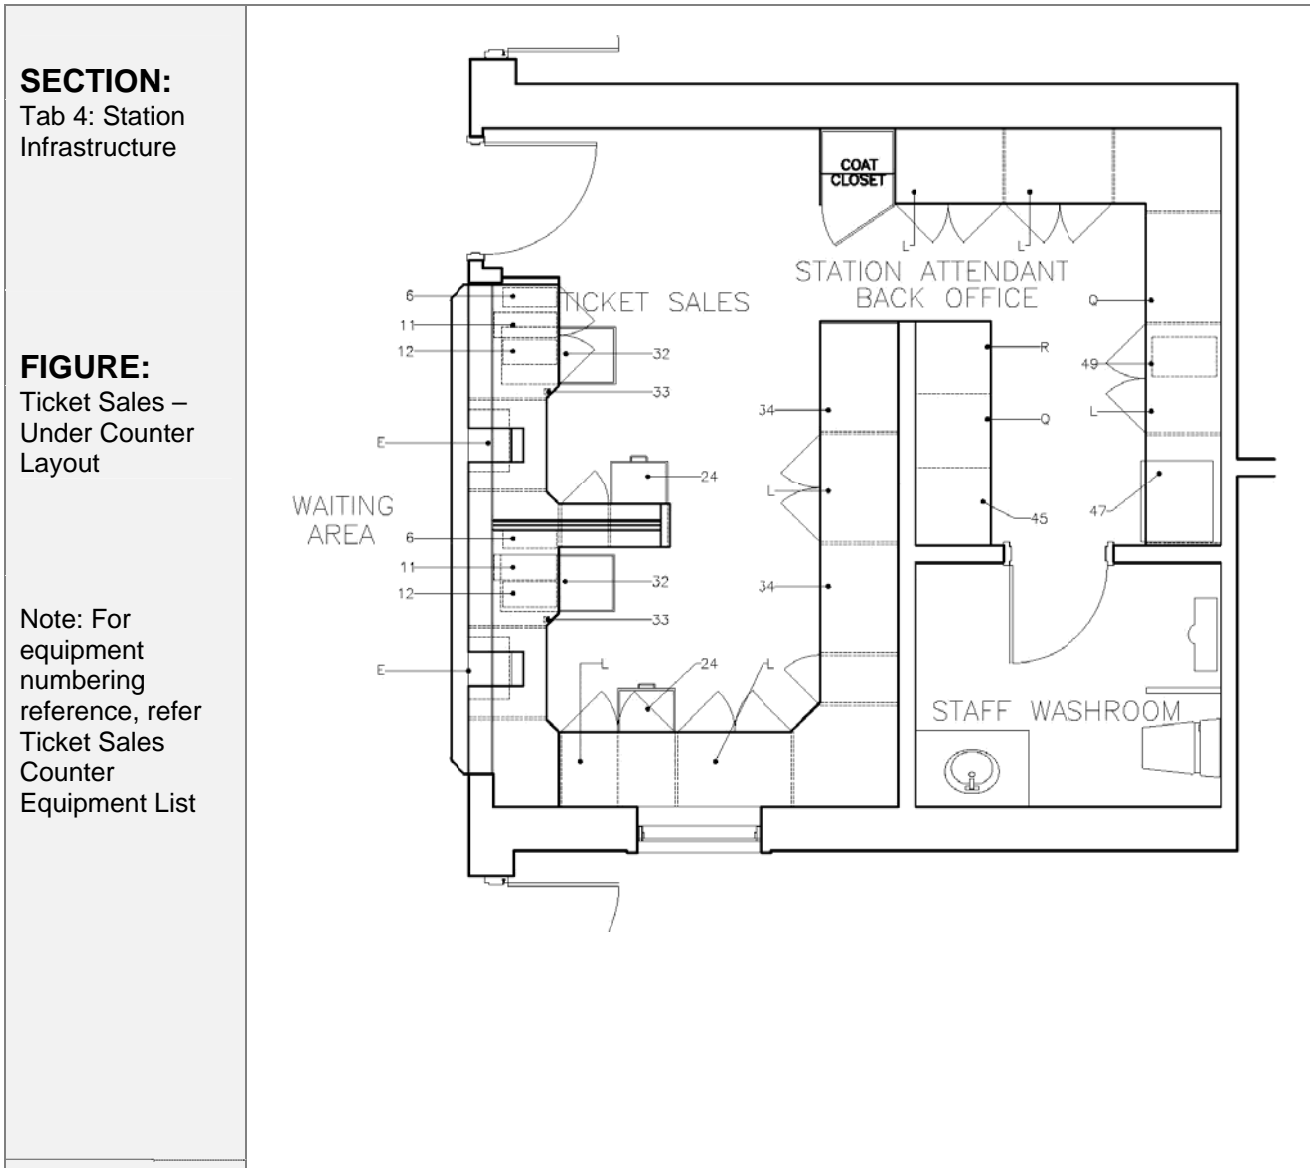 SECTION:
Tab 4: Station
Infrastructure
FIGURE:
Ticket Sales –
Under Counter
Layout
Note: For
equipment
numbering
reference, refer
Ticket Sales
Counter
Equipment List
COAT
CLOSET
L
L
STATION ATTENDANT
BACK OFFICE
TICKET SALES
6
11
12
32
33
E
24
WAITING
AREA
6
11
12
32
33
E
L
24
L
34
L
34
Q
R
49
Q
L
45
47
STAFF WASHROOM